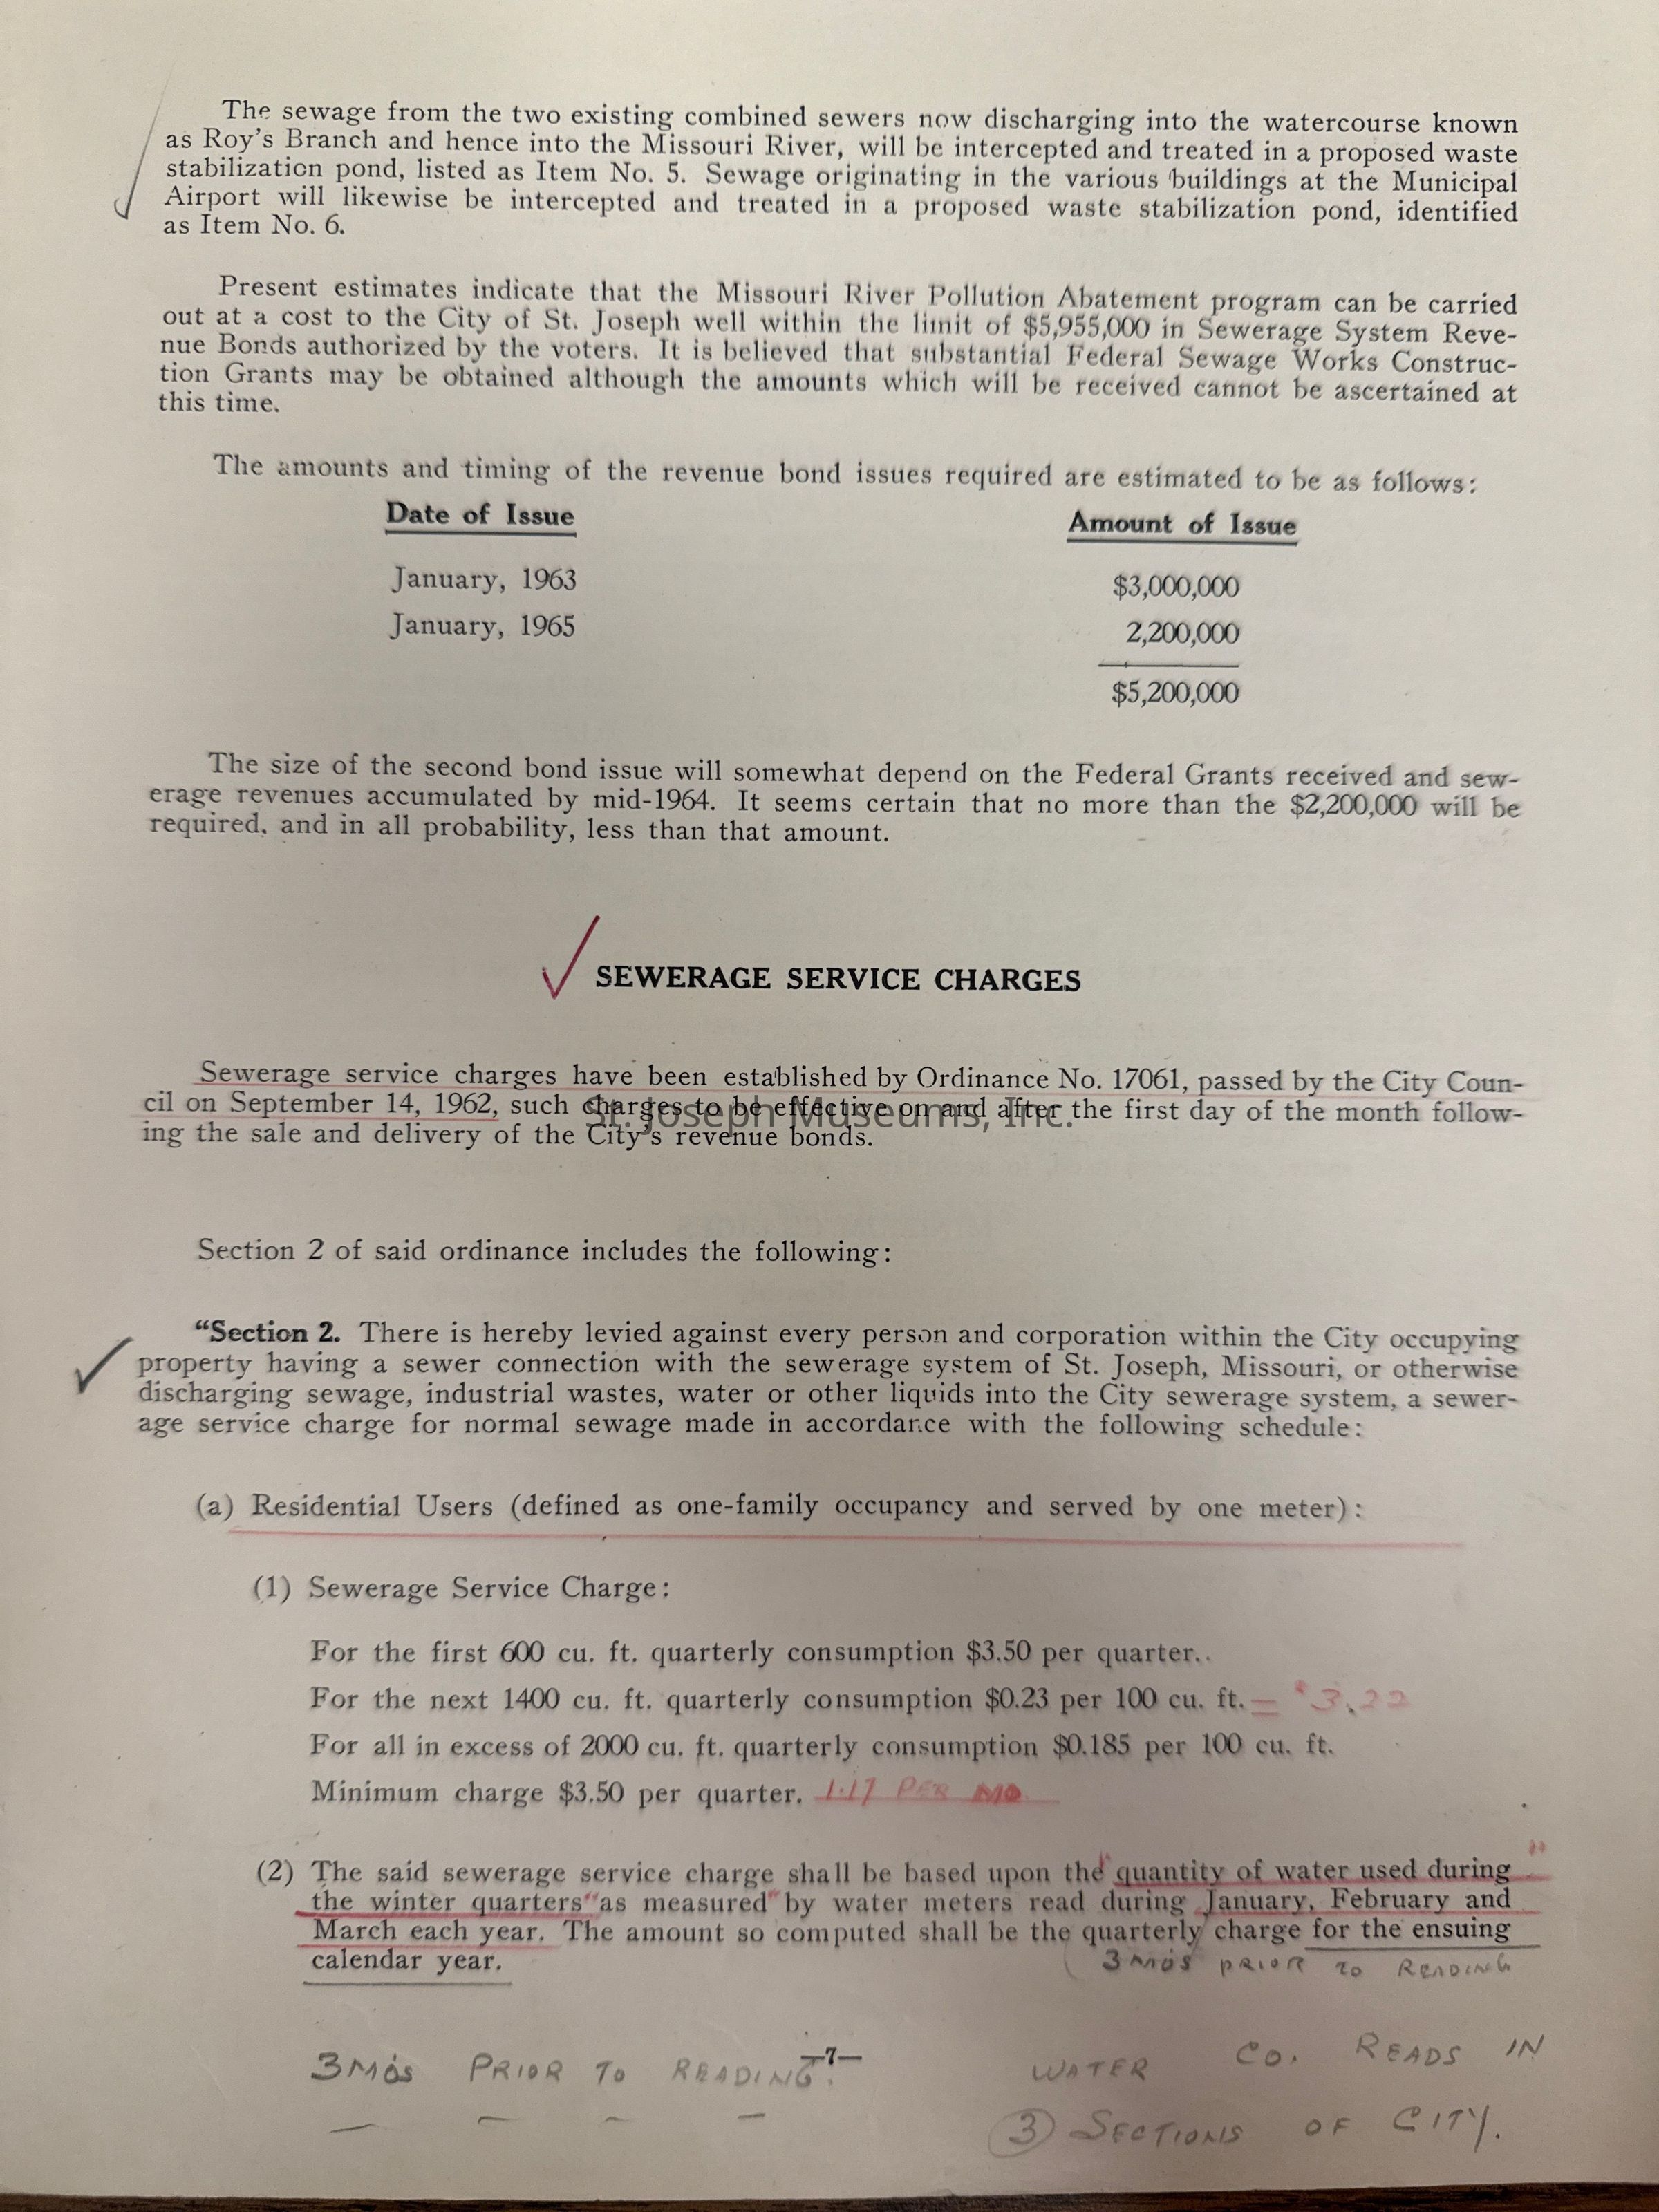 The sewage from the two existing combined sewers now discharging into the watercourse known
as Roy's Branch and hence into the Missouri River, will be intercepted and treated in a proposed waste
stabilization pond, listed as Item No. 5. Sewage originating in the various buildings at the Municipal
Airport will likewise be intercepted and treated in a proposed waste stabilization pond, identified
as Item No. 6.
Present estimates indicate that the Missouri River Pollution Abatement program can be carried
out at a cost to the City of St. Joseph well within the limit of $5,955,000 in Sewerage System Reve-
nue Bonds authorized by the voters. It is believed that substantial Federal Sewage Works Construc-
tion Grants may be obtained although the amounts which will be received cannot be ascertained at
this time.
The amounts and timing of the revenue bond issues required are estimated to be as follows:
Date of Issue Amount of Issue
January, 1963 $3,000,000
January, 1965 2,200,000
$5,200,000
The size of the second bond issue will somewhat depend on the Federal Grants received and sew-
erage revenues accumulated by mid-1964. It seems certain that no more than the $2,200,000 will be
required, and in all probability, less than that amount.
SEWERAGE SERVICE CHARGES
Sewerage service charges have been established by Ordinance No. 17061, passed by the City Coun-
cil on September 14, 1962, such charges to be effective on and after the first day of the month follow-
St. Joseph Museums, Inc.
ing the sale and delivery of the City's revenue bonds.
Section 2 of said ordinance includes the following:
"Section 2. There is hereby levied against every person and corporation within the City occupying
property having a sewer connection with the sewerage system of St. Joseph, Missouri, or otherwise
discharging sewage, industrial wastes, water or other liquids into the City sewerage system, a sewer-
age service charge for normal sewage made in accordance with the following schedule:
(a) Residential Users (defined as one-family occupancy and served by one meter):
(1) Sewerage Service Charge:
For the first 600 cu. ft. quarterly consumption $3.50 per quarter..
For the next 1400 cu. ft. quarterly consumption $0.23 per 100 cu. ft. = $3.22
For all in excess of 2000 cu. ft. quarterly consumption $0.185 per 100 cu. ft.
Minimum charge $3.50 per quarter. 1.17 PER MO.
(2) The said sewerage service charge shall be based upon the "quantity of water used during"
the winter quarters" as measured" by water meters read during January, February and
March each year. The amount so computed shall be the quarterly charge for the ensuing
calendar year. (3 MOS PRIOR TO READING
3 MOS PRIOR TO READING. —7— WATER CO. READS IN
③ SECTIONS OF CITY.